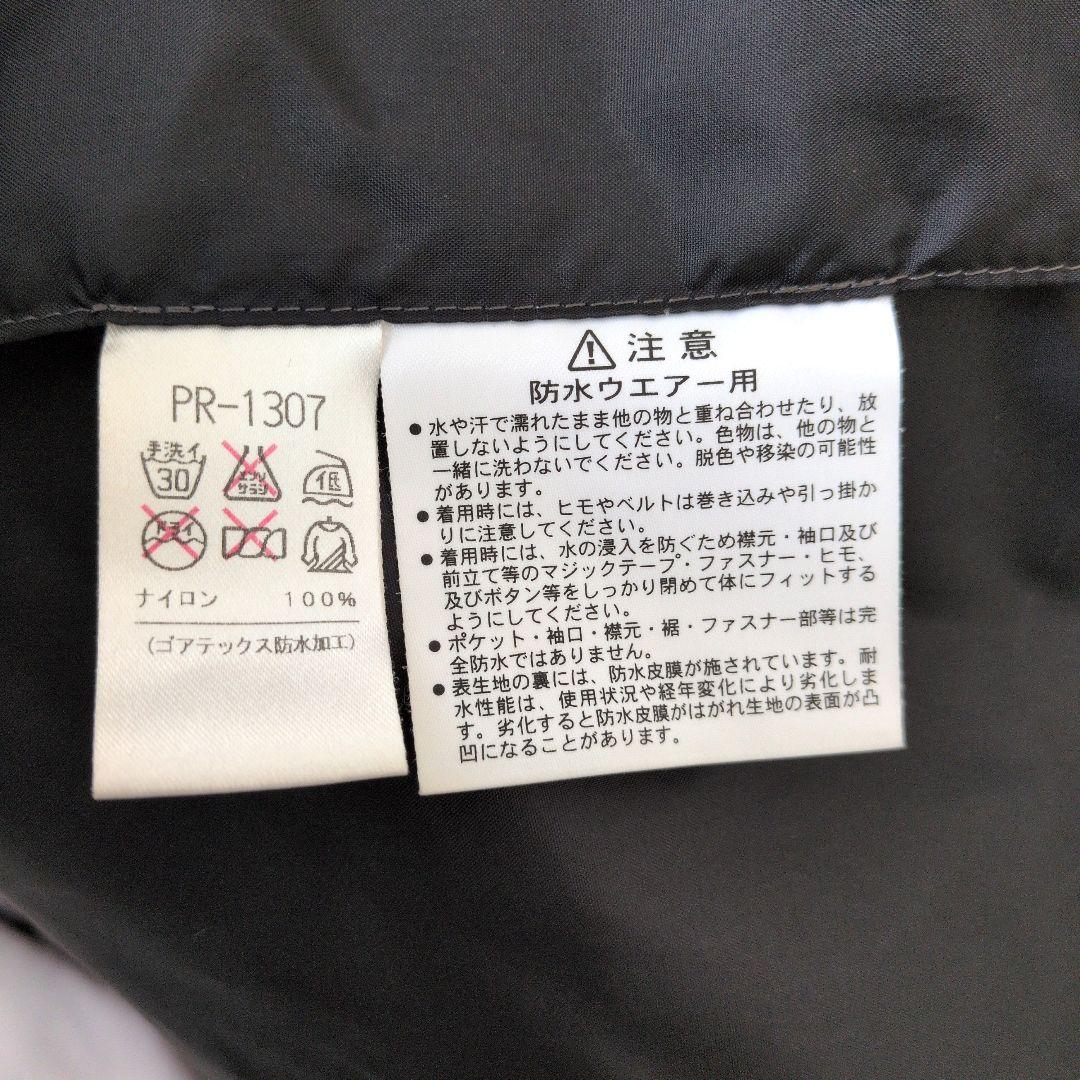 PR-1307
手洗イ
30
エンソ
サラシ
低
ドライ
ナイロン 100%
(ゴアテックス防水加工)
注意
防水ウエアー用
●水や汗で濡れたまま他の物と重ね合わせたり、放
置しないようにしてください。色物は、他の物と
一緒に洗わないでください。脱色や移染の可能性
があります。
●着用時には、ヒモやベルトは巻き込みや引っ掛か
りに注意してください。
●着用時には、水の浸入を防ぐため襟元・袖口及び
前立て等のマジックテープ・ファスナー・ヒモ、
及びボタン等をしっかり閉めて体にフィットする
ようにしてください。
●ポケット・袖口・襟元・裾・ファスナー部等は完
全防水ではありません。
●表生地の裏には、防水皮膜が施されています。耐
水性能は、使用状況や経年変化により劣化しま
す。劣化すると防水皮膜がはがれ生地の表面が凸
凹になることがあります。